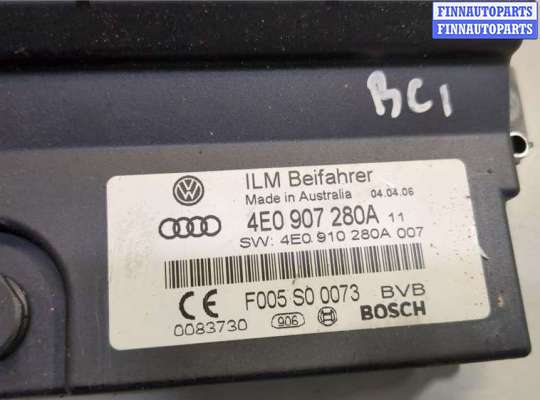 FINNAUTOPARTS
FINNAUTOPARTS
BC1
ILM Beifahrer
Made in Australia 04.04.06
4E0 907 280A 11
SW: 4E0 910 280A 007
CE F005 S0 0073 BVB
0083730 906 BOSCH